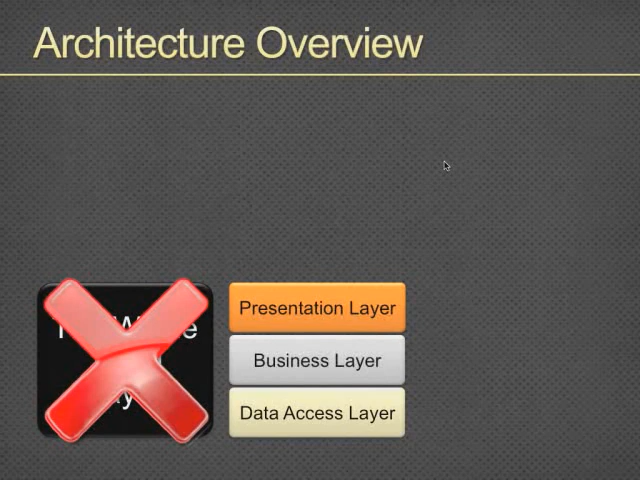 Architecture Overview
Presentation Layer
Business Layer
Data Access Layer